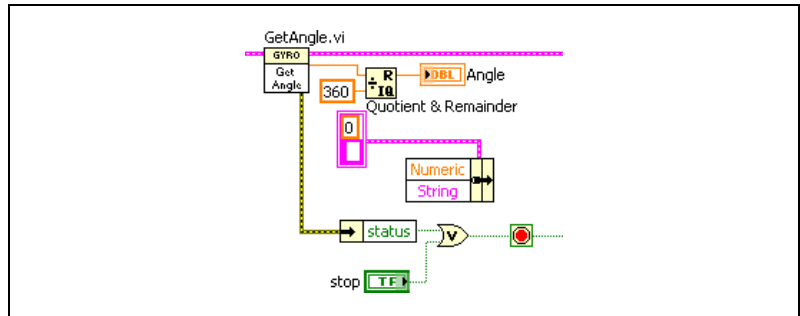 GetAngle.vi
GYRO
Get
Angle
R
IQ
360
DBL
Angle
Quotient & Remainder
0
Numeric
String
status
V
stop
TF